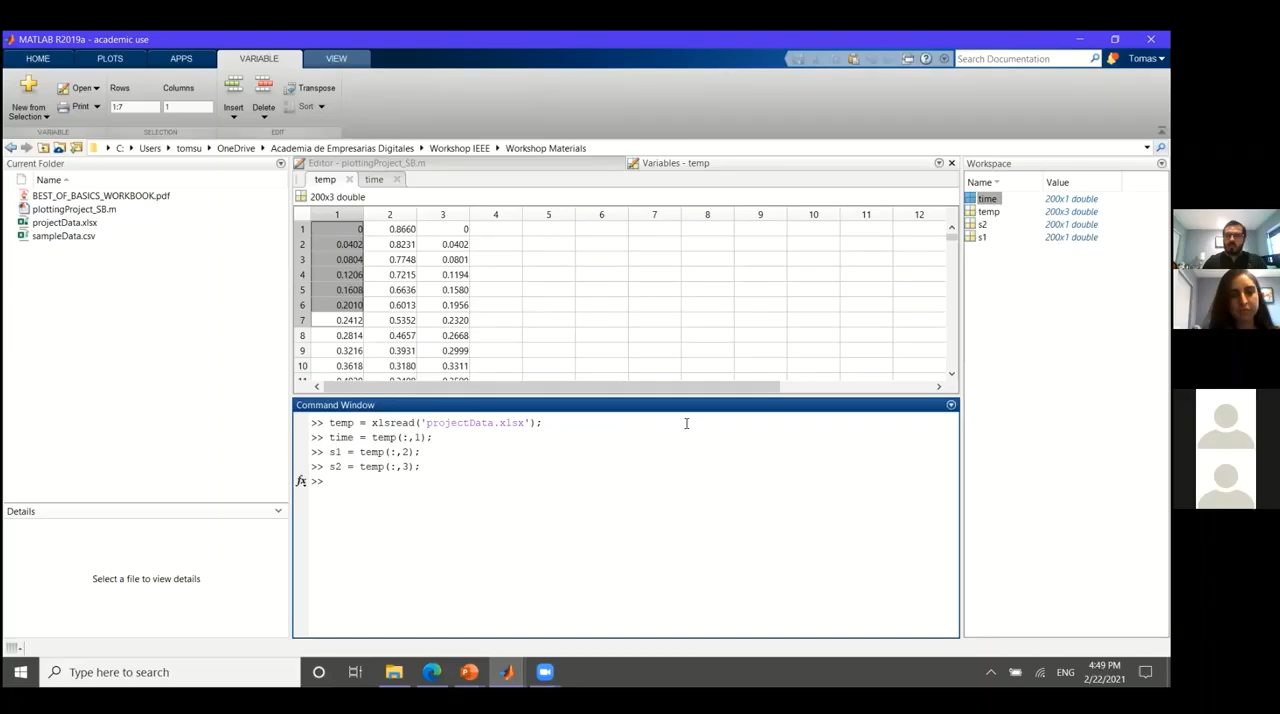 MATLAB R2019a - academic use
HOME PLOTS APPS VARIABLE VIEW
Search Documentation
Tomas
New from Selection
Open
Print
Rows Columns
1:7 1
Insert Delete
Transpose
Sort
VARIABLE SELECTION EDIT
C: Users tomsu OneDrive Academia de Empresarias Digitales Workshop IEEE Workshop Materials
Current Folder
Name
BEST_OF_BASICS_WORKBOOK.pdf
plottingProject_SB.m
projectData.xlsx
sampleData.csv
Details
Select a file to view details
Editor - plottingProject_SB.m
Variables - temp
temp time
200x3 double
1 2 3 4 5 6 7 8 9 10 11 12
1 0 0.8660 0
2 0.0402 0.8231 0.0402
3 0.0804 0.7748 0.0801
4 0.1206 0.7215 0.1194
5 0.1608 0.6636 0.1580
6 0.2010 0.6013 0.1956
7 0.2412 0.5352 0.2320
8 0.2814 0.4657 0.2668
9 0.3216 0.3931 0.2999
10 0.3618 0.3180 0.3311
Command Window
>> temp = xlsread('projectData.xlsx');
>> time = temp(:,1);
>> s1 = temp(:,2);
>> s2 = temp(:,3);
fx >>
Workspace
Name Value
time 200x1 double
temp 200x3 double
s2 200x1 double
s1 200x1 double
Type here to search
ENG
4:49 PM
2/22/2021